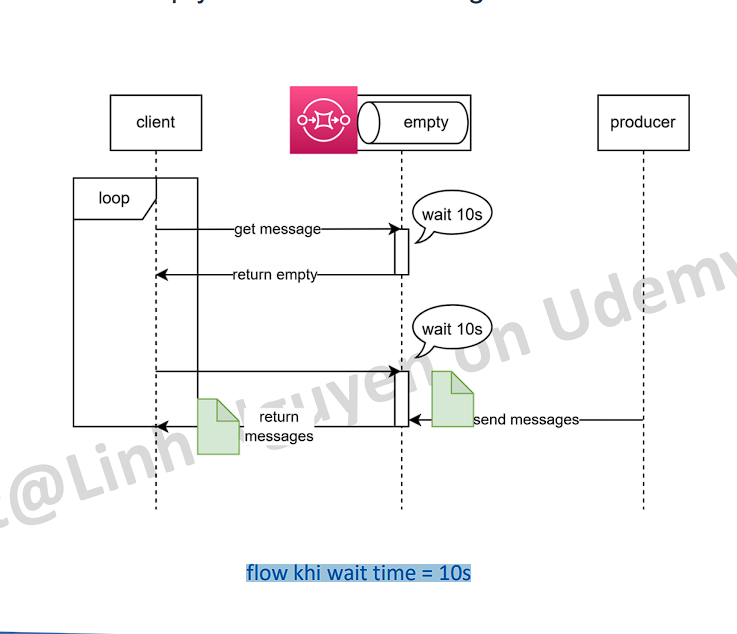 client
empty
producer
loop
wait 10s
get message
return empty
wait 10s
return
messages
send messages
@Linh Nguyen on Udemy
flow khi wait time = 10s